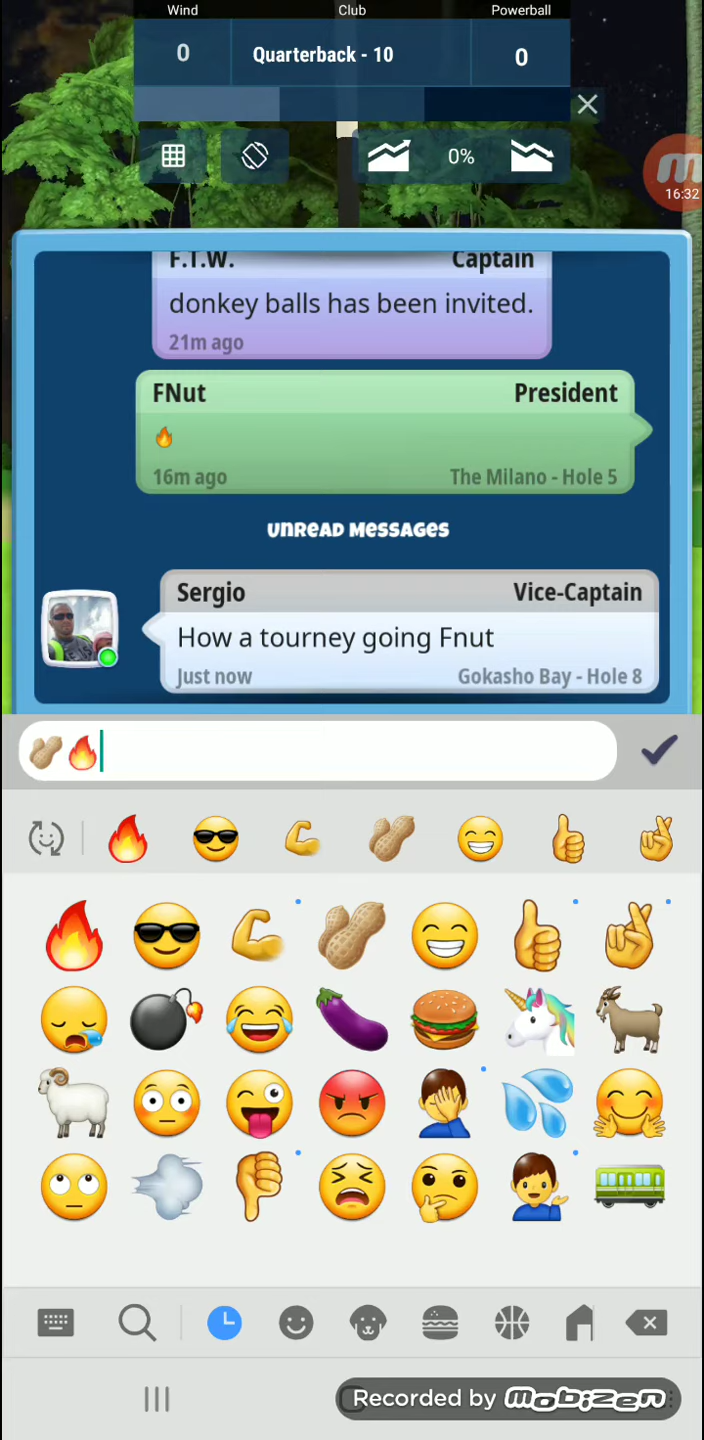 Wind Club Powerball
0 Quarterback - 10 0
0%
16:32
F.T.W. Captain
donkey balls has been invited.
21m ago
FNut President
🔥
16m ago The Milano - Hole 5
Unread Messages
Sergio Vice-Captain
How a tourney going Fnut
Just now Gokasho Bay - Hole 8
🥜🔥
Recorded by mobizen